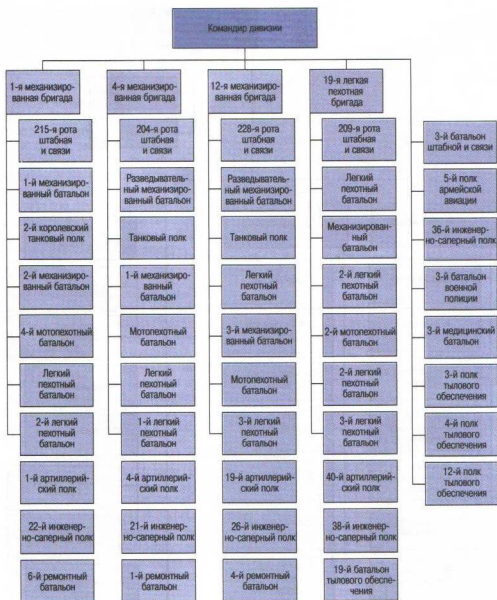 Командир дивизии
1-я механизиро-
ванная бригада
215-я рота
штабная
и связи
1-й механизиро-
ванный батальон
2-й королевский
танковый полк
2-й механизиро-
ванный батальон
4-й мотопехотный
батальон
Легкий
пехотный
батальон
2-й легкий
пехотный
батальон
1-й артиллерий-
ский полк
22-й инженер-
но-саперный полк
6-й ремонтный
батальон
4-я механизиро-
ванная бригада
204-я рота
штабная
и связи
Разведыватель-
ный механизиро-
ванный батальон
Танковый полк
1-й механизиро-
ванный
батальон
Мотопехотный
батальон
Легкий
пехотный
батальон
1-й легкий
пехотный
батальон
4-й артиллерий-
ский полк
21-й инженер-
но-саперный полк
1-й ремонтный
батальон
12-я механизиро-
ванная бригада
228-я рота
штабная
и связи
Разведыватель-
ный механизиро-
ванный батальон
Танковый полк
Легкий
пехотный
батальон
3-й механизиро-
ванный батальон
Мотопехотный
батальон
3-й легкий
пехотный
батальон
19-й артиллерий-
ский полк
26-й инженер-
но-саперный полк
4-й ремонтный
батальон
19-я легкая
пехотная
бригада
209-я рота
штабная
и связи
Легкий
пехотный
батальон
Механизирован-
ный
батальон
2-й легкий
пехотный
батальон
2-й мотопехотный
батальон
2-й легкий
пехотный
батальон
3-й легкий
пехотный
батальон
40-й артиллерий-
ский полк
38-й инженер-
но-саперный полк
19-й батальон
тылового обеспе-
чения
3-й батальон
штабной и связи
5-й полк
армейской
авиации
36-й инженер-
но-саперный полк
3-й батальон
военной
полиции
3-й медицинский
батальон
3-й полк
тылового
обеспечения
4-й полк
тылового
обеспечения
12-й полк
тылового
обеспечения